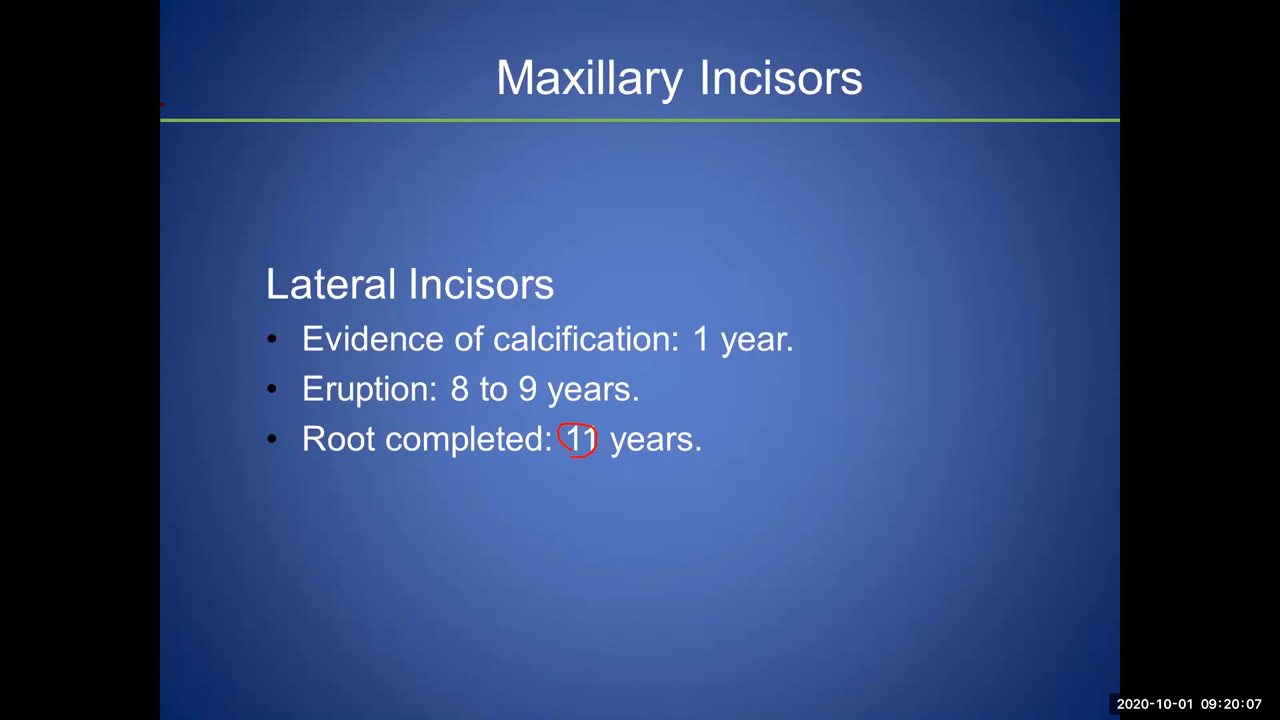 Maxillary Incisors
Lateral Incisors
• Evidence of calcification: 1 year.
• Eruption: 8 to 9 years.
• Root completed: 11 years.
2020-10-01 09:20:07